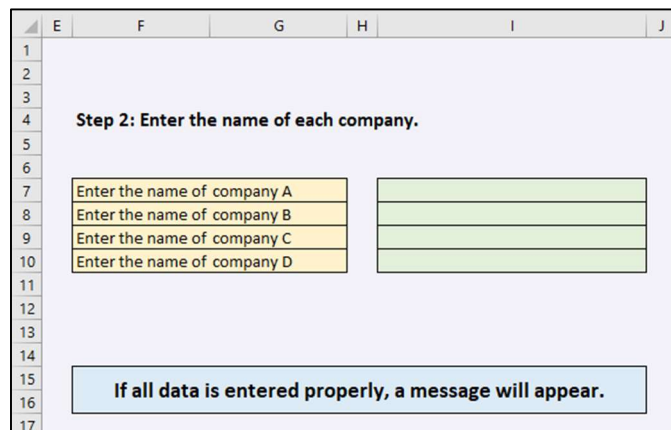 E F G H I J
1
2
3
4 Step 2: Enter the name of each company.
5
6
7 Enter the name of company A
8 Enter the name of company B
9 Enter the name of company C
10 Enter the name of company D
11
12
13
14
15 If all data is entered properly, a message will appear.
16
17